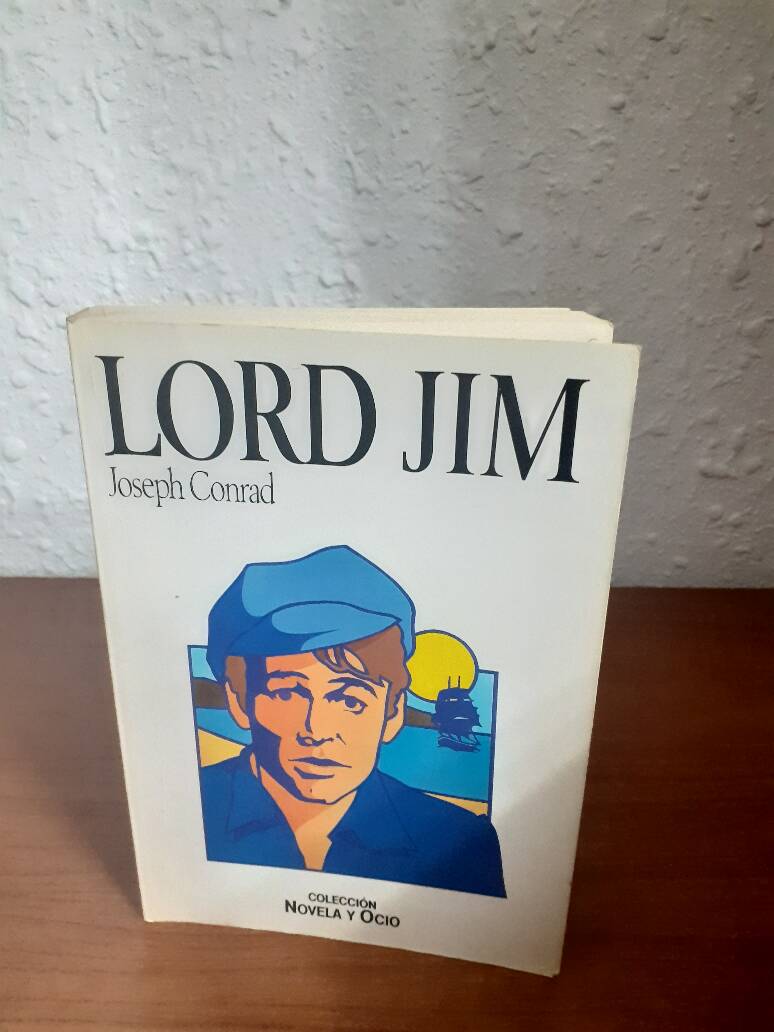 LORD JIM
Joseph Conrad
COLECCIÓN
NOVELA Y OCIO